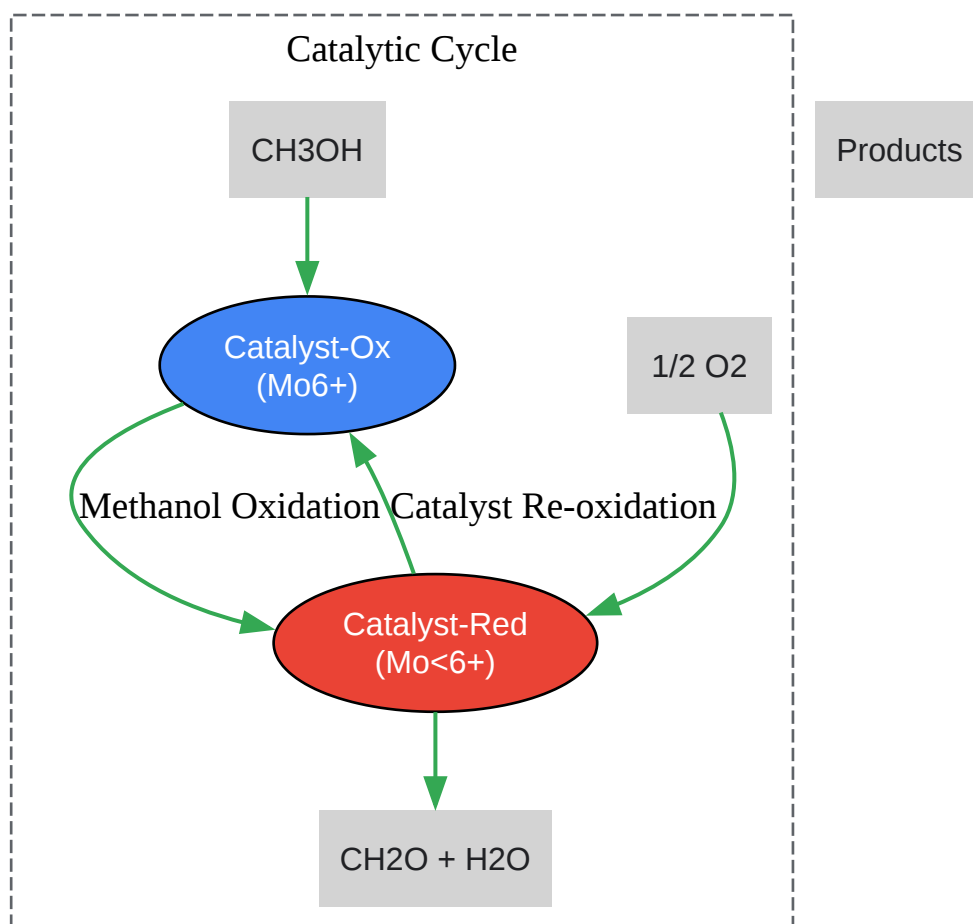 Catalytic Cycle
CH3OH
Products
Catalyst-Ox
(Mo6+)
1/2 O2
Methanol Oxidation
Catalyst Re-oxidation
Catalyst-Red
(Mo<6+)
CH2O + H2O